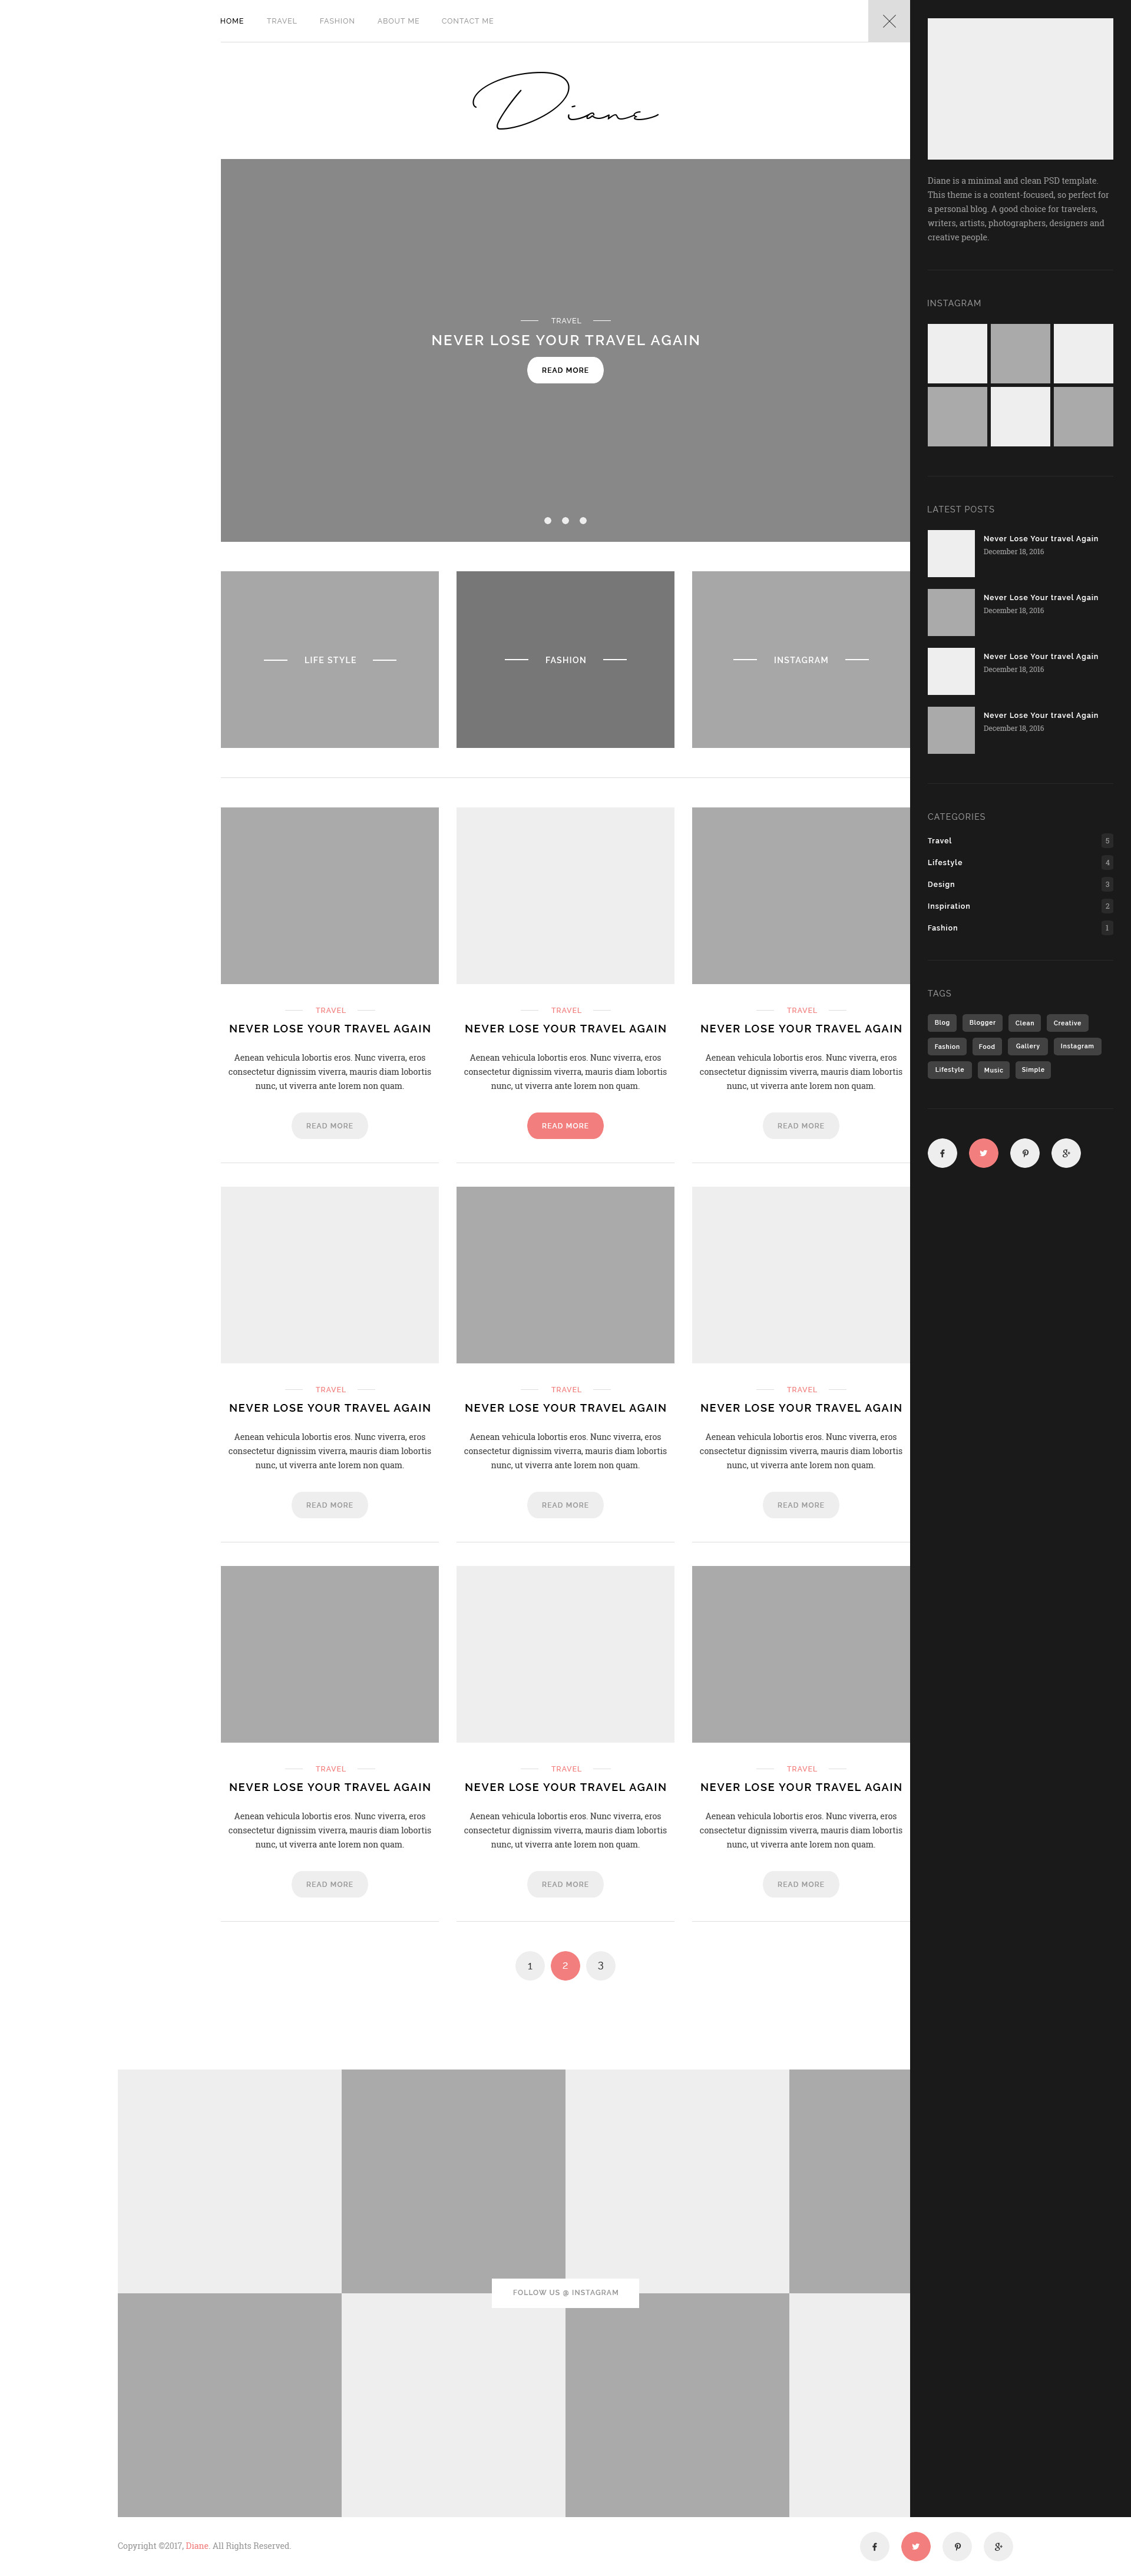 HOME TRAVEL FASHION ABOUT ME CONTACT ME
Diane
TRAVEL
NEVER LOSE YOUR TRAVEL AGAIN
READ MORE
LIFE STYLE
FASHION
INSTAGRAM
TRAVEL
NEVER LOSE YOUR TRAVEL AGAIN
Aenean vehicula lobortis eros. Nunc viverra, eros
consectetur dignissim viverra, mauris diam lobortis
nunc, ut viverra ante lorem non quam.
READ MORE
TRAVEL
NEVER LOSE YOUR TRAVEL AGAIN
Aenean vehicula lobortis eros. Nunc viverra, eros
consectetur dignissim viverra, mauris diam lobortis
nunc, ut viverra ante lorem non quam.
READ MORE
TRAVEL
NEVER LOSE YOUR TRAVEL AGAIN
Aenean vehicula lobortis eros. Nunc viverra, eros
consectetur dignissim viverra, mauris diam lobortis
nunc, ut viverra ante lorem non quam.
READ MORE
TRAVEL
NEVER LOSE YOUR TRAVEL AGAIN
Aenean vehicula lobortis eros. Nunc viverra, eros
consectetur dignissim viverra, mauris diam lobortis
nunc, ut viverra ante lorem non quam.
READ MORE
TRAVEL
NEVER LOSE YOUR TRAVEL AGAIN
Aenean vehicula lobortis eros. Nunc viverra, eros
consectetur dignissim viverra, mauris diam lobortis
nunc, ut viverra ante lorem non quam.
READ MORE
TRAVEL
NEVER LOSE YOUR TRAVEL AGAIN
Aenean vehicula lobortis eros. Nunc viverra, eros
consectetur dignissim viverra, mauris diam lobortis
nunc, ut viverra ante lorem non quam.
READ MORE
TRAVEL
NEVER LOSE YOUR TRAVEL AGAIN
Aenean vehicula lobortis eros. Nunc viverra, eros
consectetur dignissim viverra, mauris diam lobortis
nunc, ut viverra ante lorem non quam.
READ MORE
TRAVEL
NEVER LOSE YOUR TRAVEL AGAIN
Aenean vehicula lobortis eros. Nunc viverra, eros
consectetur dignissim viverra, mauris diam lobortis
nunc, ut viverra ante lorem non quam.
READ MORE
TRAVEL
NEVER LOSE YOUR TRAVEL AGAIN
Aenean vehicula lobortis eros. Nunc viverra, eros
consectetur dignissim viverra, mauris diam lobortis
nunc, ut viverra ante lorem non quam.
READ MORE
1 2 3
FOLLOW US @ INSTAGRAM
Diane is a minimal and clean PSD template.
This theme is a content-focused, so perfect for
a personal blog. A good choice for travelers,
writers, artists, photographers, designers and
creative people.
INSTAGRAM
LATEST POSTS
Never Lose Your travel Again
December 18, 2016
Never Lose Your travel Again
December 18, 2016
Never Lose Your travel Again
December 18, 2016
Never Lose Your travel Again
December 18, 2016
CATEGORIES
Travel 5
Lifestyle 4
Design 3
Inspiration 2
Fashion 1
TAGS
Blog Blogger Clean Creative
Fashion Food Gallery Instagram
Lifestyle Music Simple
Copyright ©2017, Diane. All Rights Reserved.